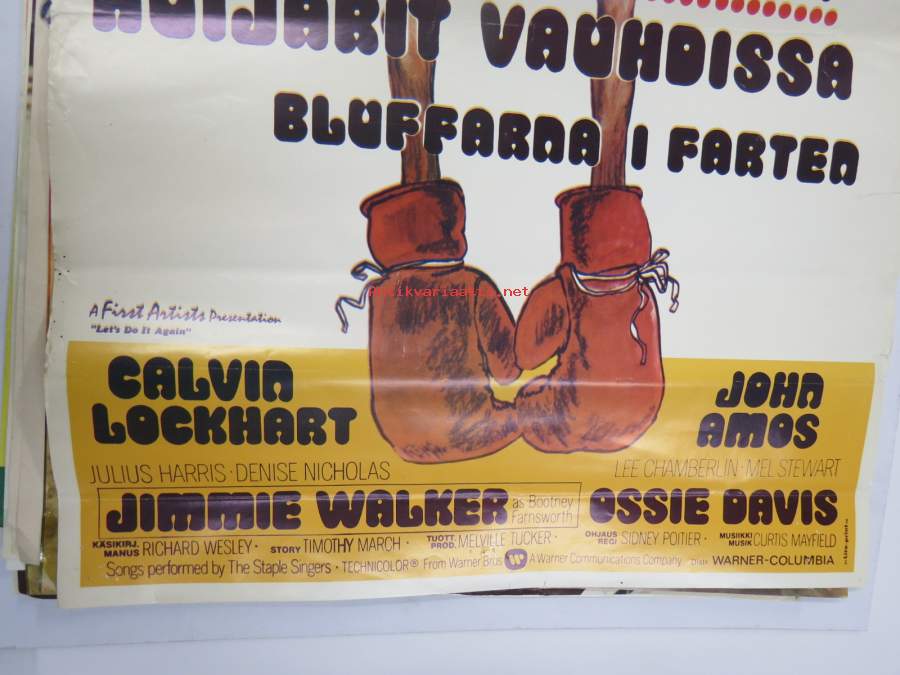 HUIJARIT VAUHDISSA
BLUFFARNA I FARTEN
Antikvariaatti.net
A First Artists Presentation
"Let's Do It Again"
CALVIN LOCKHART
JOHN AMOS
JULIUS HARRIS · DENISE NICHOLAS
LEE CHAMBERLIN · MEL STEWART
JIMMIE WALKER as Bootney Farnsworth
OSSIE DAVIS
KÄSIKIRJ. MANUS RICHARD WESLEY · STORY TIMOTHY MARCH · TUOTT. PROD. MELVILLE TUCKER · OHJAUS REGI SIDNEY POITIER · MUSIIKKI MUSIK CURTIS MAYFIELD
Songs performed by The Staple Singers · TECHNICOLOR® From Warner Bros W A Warner Communications Company Distr WARNER-COLUMBIA